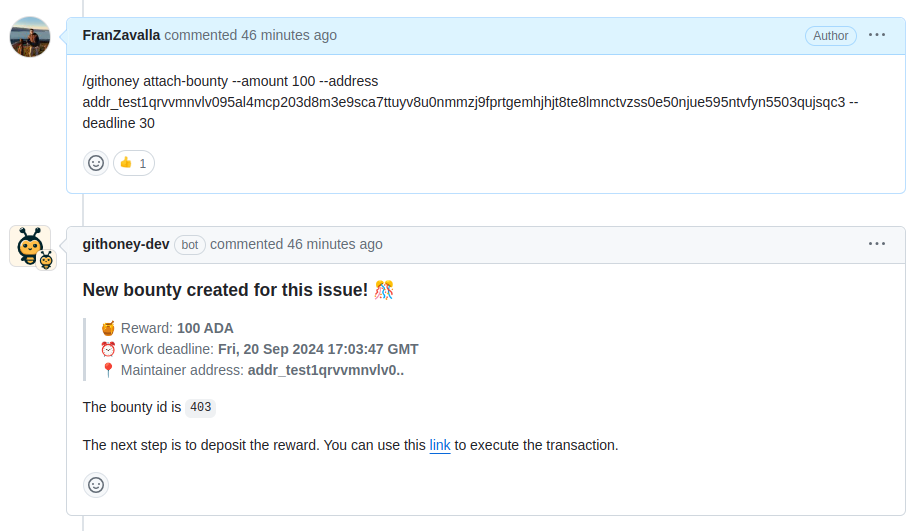 FranZavalla commented 46 minutes ago
Author
/githoney attach-bounty --amount 100 --address
addr_test1qrvvmnvlv095al4mcp203d8m3e9sca7ttuyv8u0nmmzj9fprtgemhjhjt8te8lmnctvzss0e50njue595ntvfyn5503qujsqc3 --
deadline 30
1
githoney-dev bot commented 46 minutes ago
New bounty created for this issue! 🎊
🍯 Reward: 100 ADA
⏰ Work deadline: Fri, 20 Sep 2024 17:03:47 GMT
📍 Maintainer address: addr_test1qrvvmnvlv0..
The bounty id is 403
The next step is to deposit the reward. You can use this link to execute the transaction.